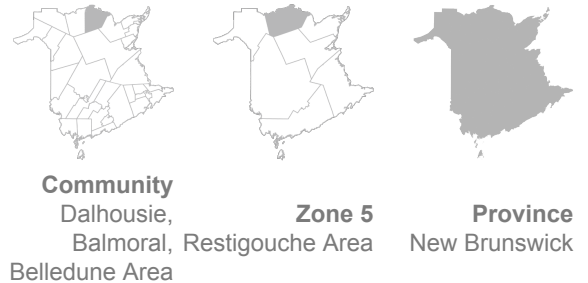 Community
Dalhousie,
Balmoral,
Belledune Area
Zone 5
Restigouche Area
Province
New Brunswick